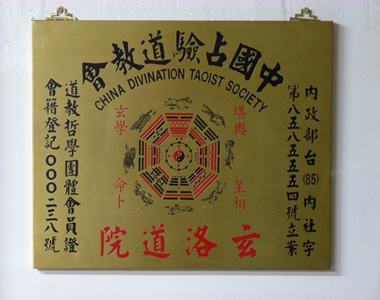 中國占驗道教會
CHINA DIVINATION TAOIST SOCIETY
內政部台(85)內社字
第八五八五五五四號立案
堪輿
星相
玄學
命卜
玄洛道院
道教哲學團體會員證
會籍登記〇〇〇二三八號